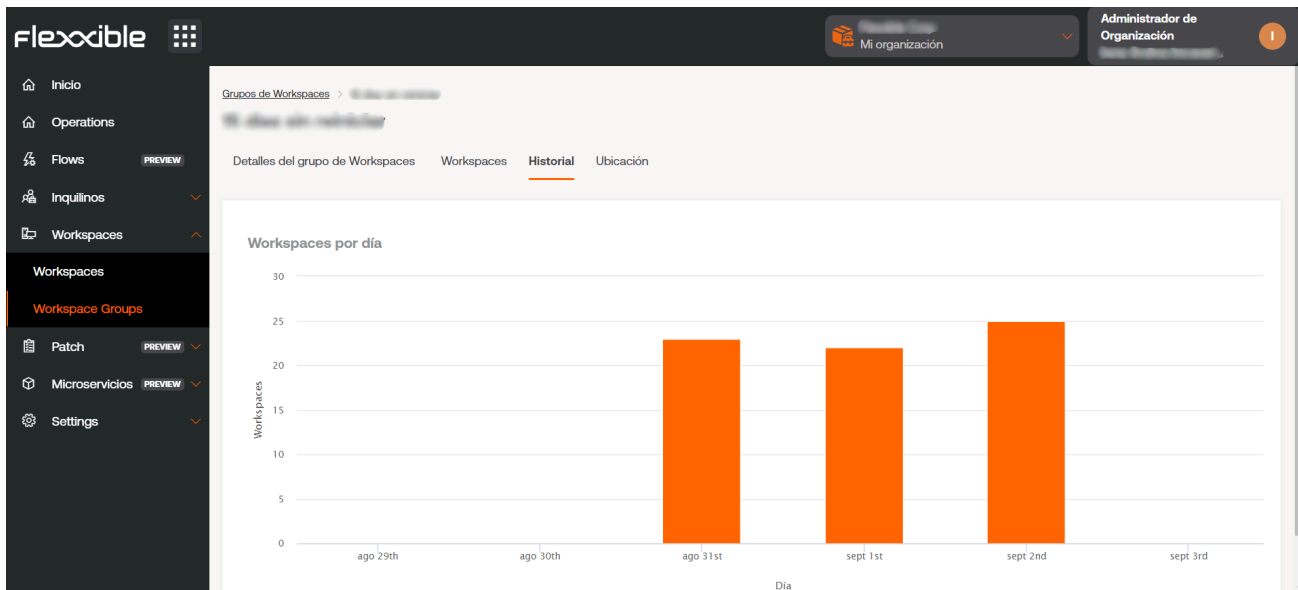 Flexxible
Mi organización
Administrador de
Organización
I
Inicio
Operations
Flows PREVIEW
Inquilinos
Workspaces
Workspaces
Workspace Groups
Patch PREVIEW
Microservicios PREVIEW
Settings
Grupos de Workspaces >
Detalles del grupo de Workspaces Workspaces Historial Ubicación
Workspaces por día
30
25
20
15
10
5
0
Workspaces
ago 29th ago 30th ago 31st sept 1st sept 2nd sept 3rd
Día